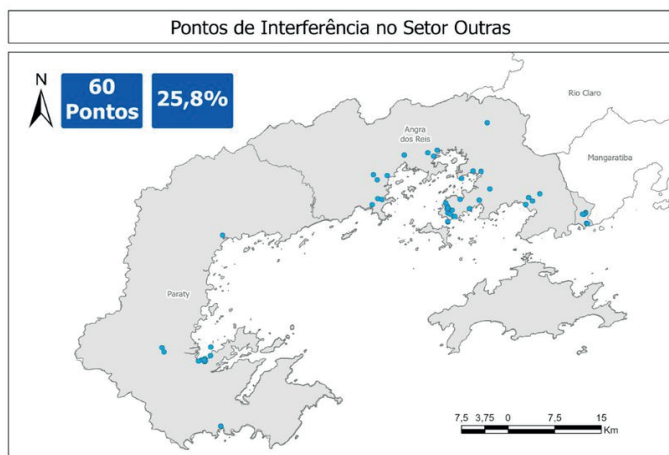 Pontos de Interferência no Setor Outras
N
60
Pontos
25,8%
Rio Claro
Angra
dos Reis
Mangaratiba
Paraty
7,5 3,75 0 7,5 15
Km